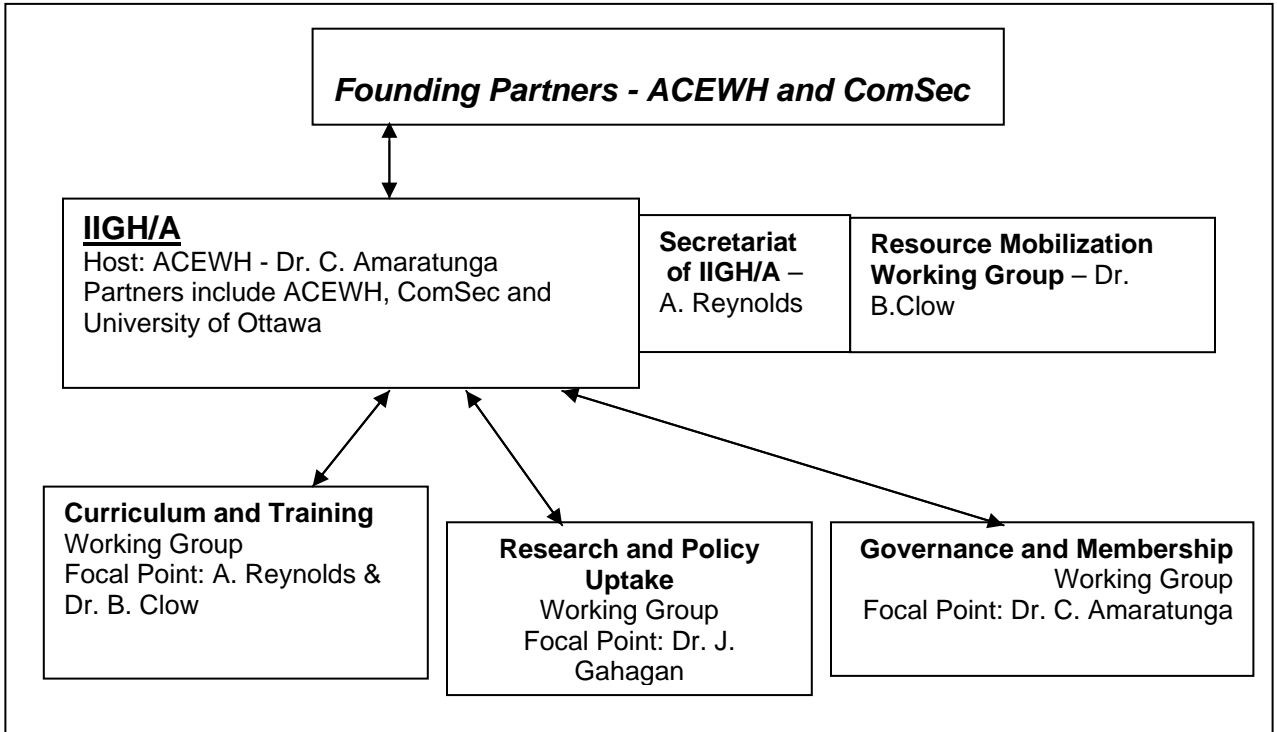 Founding Partners - ACEWH and ComSec
IIGH/A
Host: ACEWH - Dr. C. Amaratunga
Partners include ACEWH, ComSec and
University of Ottawa
Secretariat
of IIGH/A –
A. Reynolds
Resource Mobilization
Working Group – Dr.
B.Clow
Curriculum and Training
Working Group
Focal Point: A. Reynolds &
Dr. B. Clow
Research and Policy
Uptake
Working Group
Focal Point: Dr. J.
Gahagan
Governance and Membership
Working Group
Focal Point: Dr. C. Amaratunga